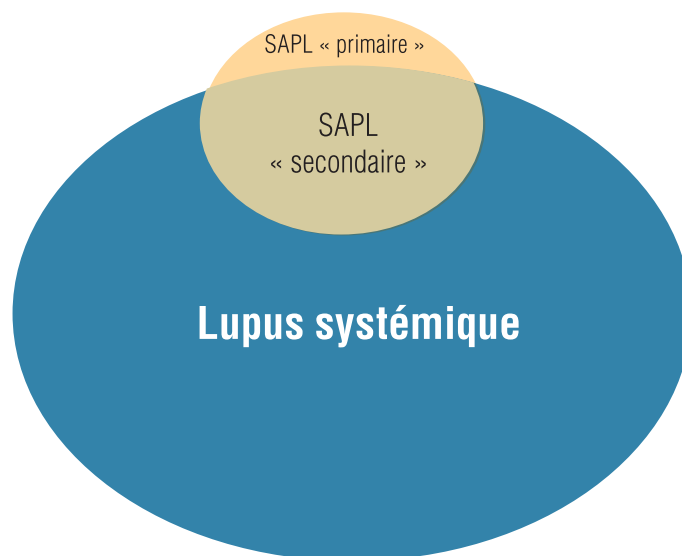 SAPL « primaire »
SAPL
« secondaire »
Lupus systémique